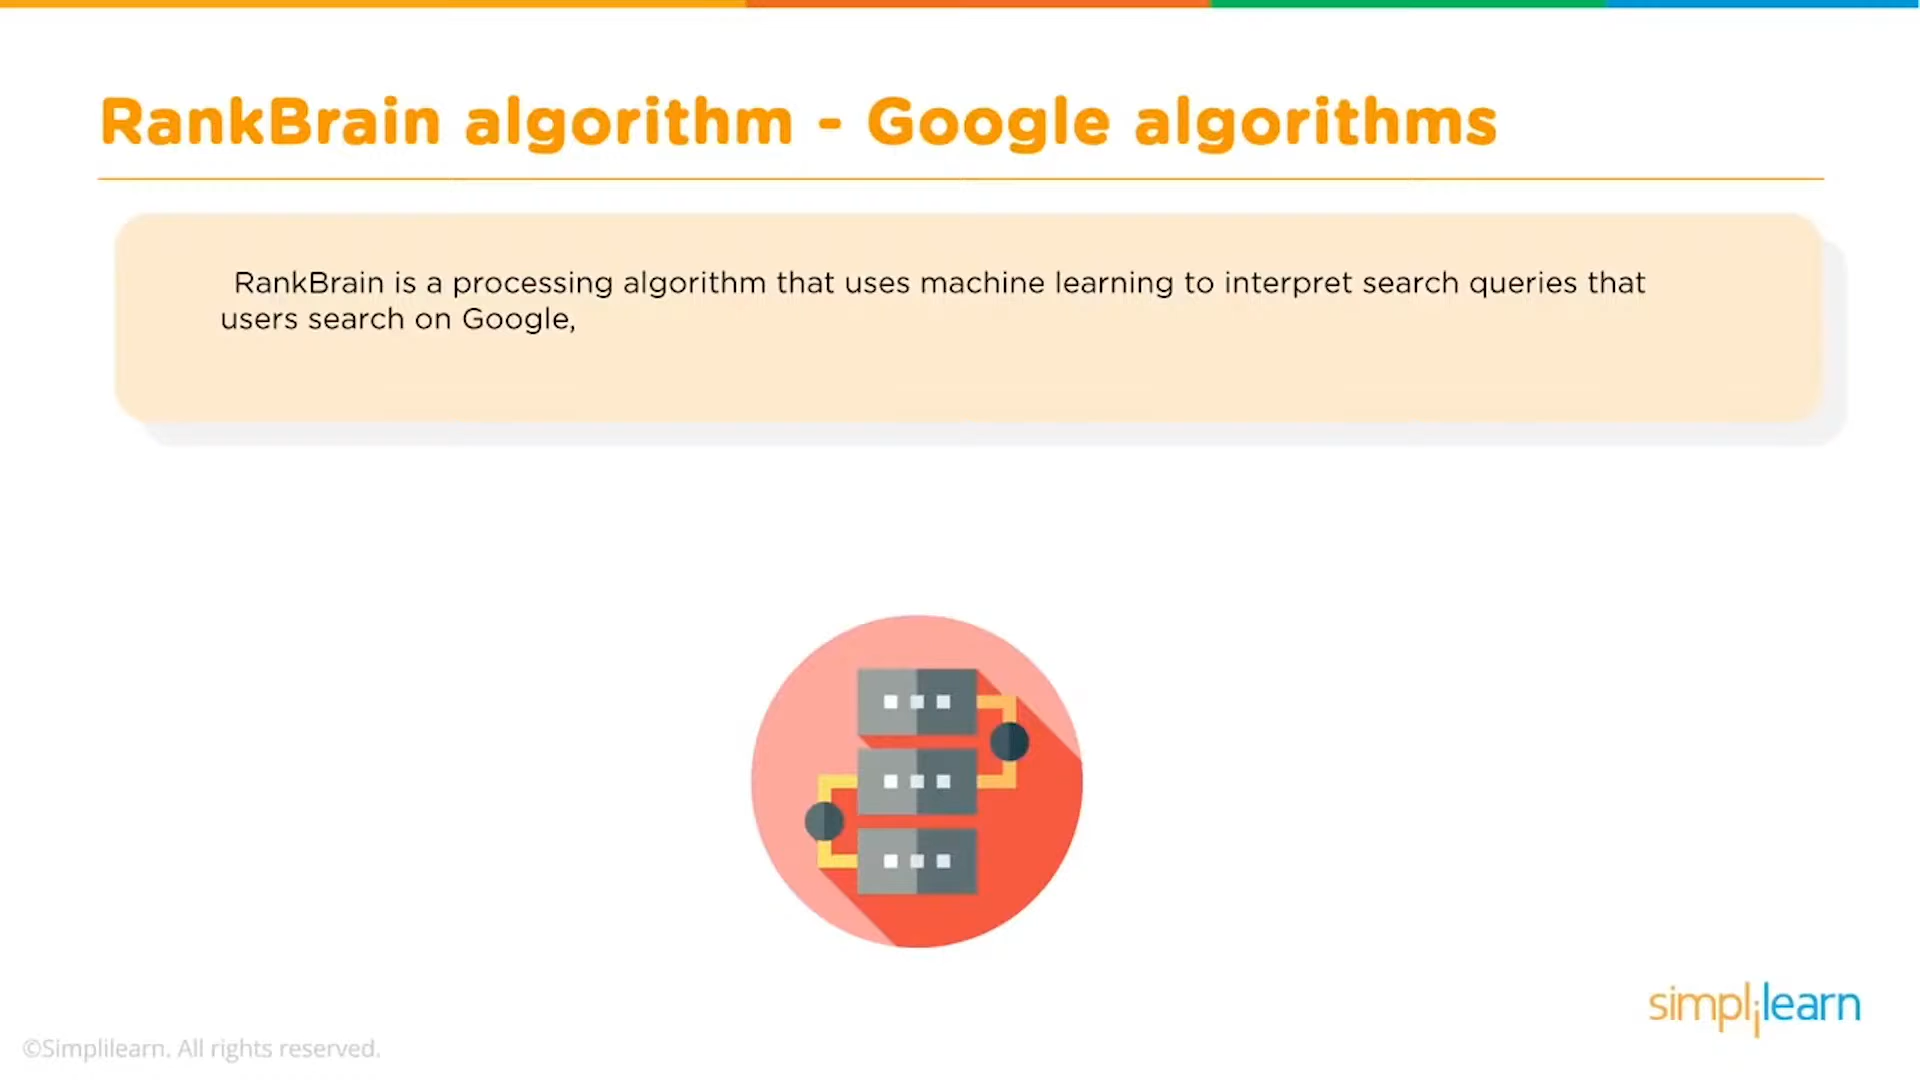 RankBrain algorithm - Google algorithms
RankBrain is a processing algorithm that uses machine learning to interpret search queries that
users search on Google,
simplilearn
©Simplilearn. All rights reserved.